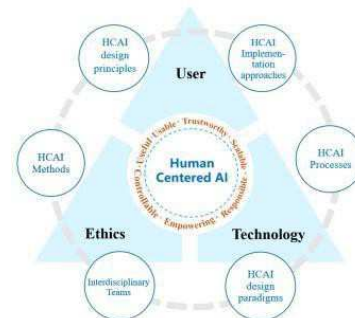 HCAI
design
principles
HCAI
Implemen-
tation
approaches
User
HCAI
Methods
Useful · Usable · Trustworthy · Scalable · Responsible · Empowering · Controllable ·
Human
Centered AI
HCAI
Processes
Ethics
Technology
Interdisciplinary
Teams
HCAI
design
paradigms